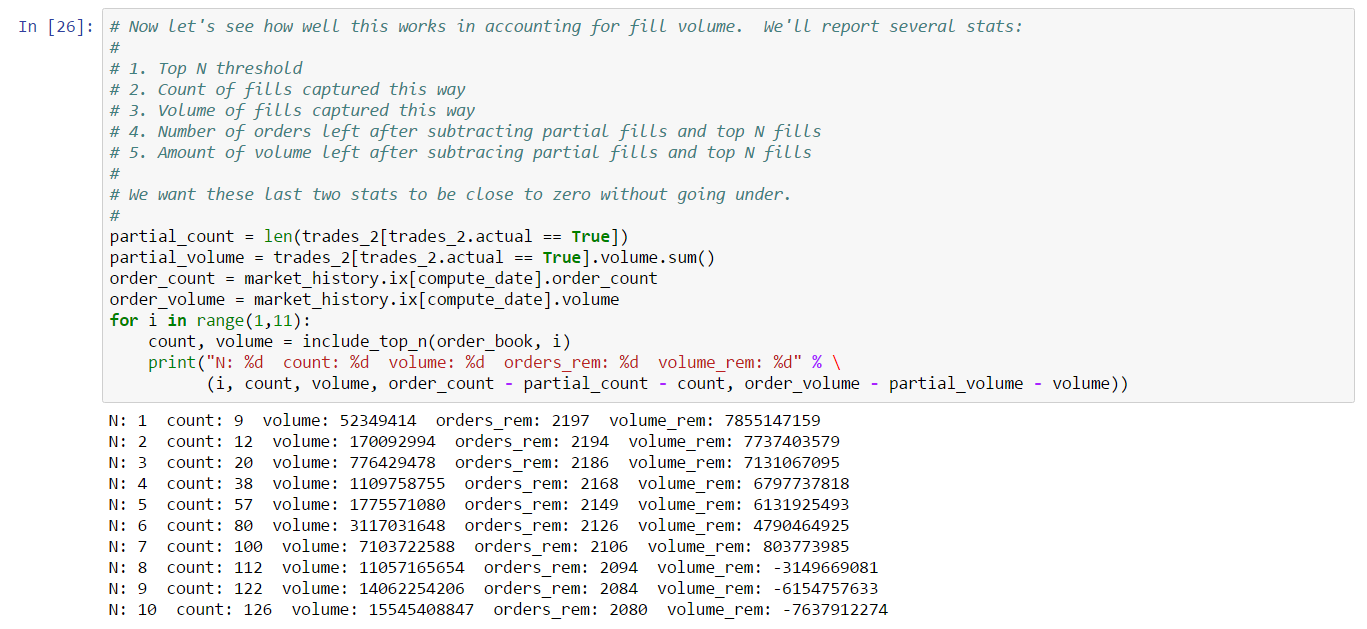 In [26]: # Now let's see how well this works in accounting for fill volume.  We'll report several stats:
#
# 1. Top N threshold
# 2. Count of fills captured this way
# 3. Volume of fills captured this way
# 4. Number of orders left after subtracting partial fills and top N fills
# 5. Amount of volume left after subtracing partial fills and top N fills
#
# We want these last two stats to be close to zero without going under.
#
partial_count = len(trades_2[trades_2.actual == True])
partial_volume = trades_2[trades_2.actual == True].volume.sum()
order_count = market_history.ix[compute_date].order_count
order_volume = market_history.ix[compute_date].volume
for i in range(1,11):
    count, volume = include_top_n(order_book, i)
    print("N: %d  count: %d  volume: %d  orders_rem: %d  volume_rem: %d" % \
          (i, count, volume, order_count - partial_count - count, order_volume - partial_volume - volume))
N: 1  count: 9  volume: 52349414  orders_rem: 2197  volume_rem: 7855147159
N: 2  count: 12  volume: 170092994  orders_rem: 2194  volume_rem: 7737403579
N: 3  count: 20  volume: 776429478  orders_rem: 2186  volume_rem: 7131067095
N: 4  count: 38  volume: 1109758755  orders_rem: 2168  volume_rem: 6797737818
N: 5  count: 57  volume: 1775571080  orders_rem: 2149  volume_rem: 6131925493
N: 6  count: 80  volume: 3117031648  orders_rem: 2126  volume_rem: 4790464925
N: 7  count: 100  volume: 7103722588  orders_rem: 2106  volume_rem: 803773985
N: 8  count: 112  volume: 11057165654  orders_rem: 2094  volume_rem: -3149669081
N: 9  count: 122  volume: 14062254206  orders_rem: 2084  volume_rem: -6154757633
N: 10  count: 126  volume: 15545408847  orders_rem: 2080  volume_rem: -7637912274